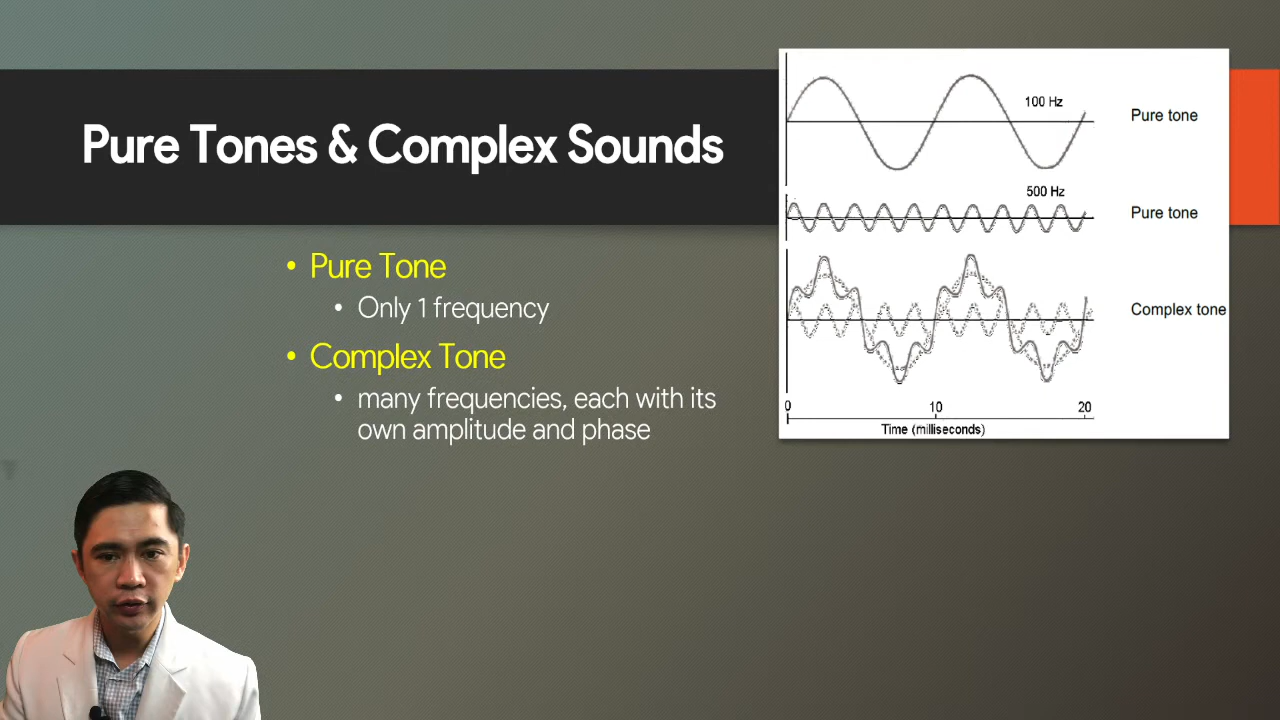 Pure Tones & Complex Sounds
• Pure Tone
• Only 1 frequency
• Complex Tone
• many frequencies, each with its
own amplitude and phase
100 Hz
Pure tone
500 Hz
Pure tone
Complex tone
0 10 20
Time (milliseconds)